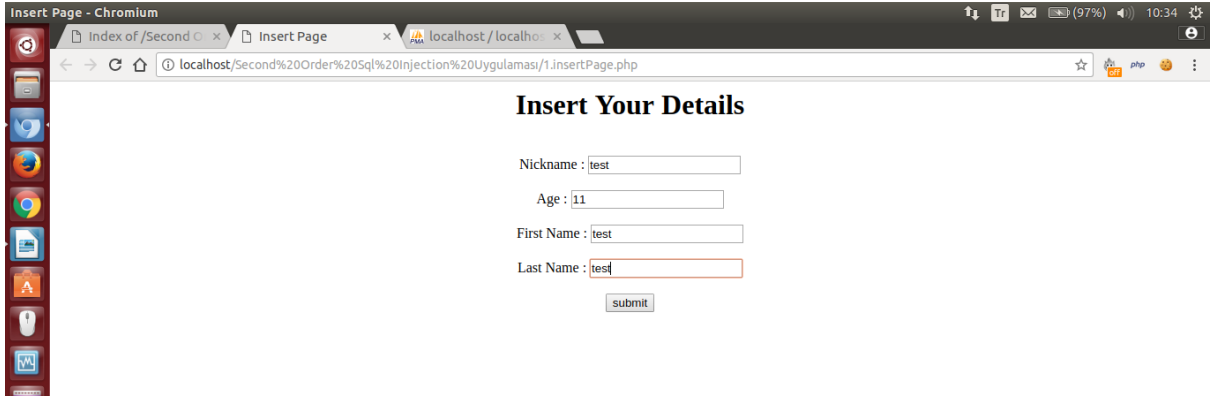 Insert Page - Chromium
Tr (97%) 10:34
Index of /Second O × Insert Page × PMA localhost / localhos ×
localhost/Second%20Order%20Sql%20Injection%20Uygulaması/1.insertPage.php off php
Insert Your Details
Nickname : test
Age : 11
First Name : test
Last Name : test
submit